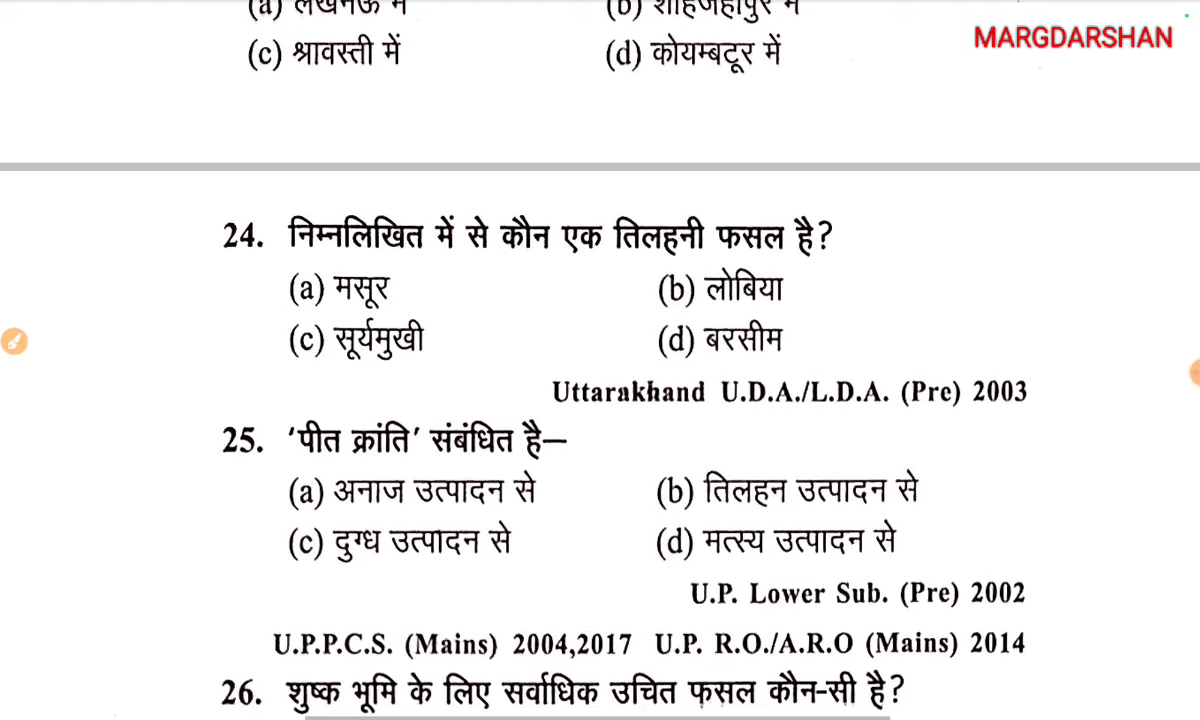 (a) लखनऊ में (b) शाहजहाँपुर में
MARGDARSHAN
(c) श्रावस्ती में (d) कोयम्बटूर में
24. निम्नलिखित में से कौन एक तिलहनी फसल है?
(a) मसूर (b) लोबिया
(c) सूर्यमुखी (d) बरसीम
Uttarakhand U.D.A./L.D.A. (Pre) 2003
25. 'पीत क्रांति' संबंधित है–
(a) अनाज उत्पादन से (b) तिलहन उत्पादन से
(c) दुग्ध उत्पादन से (d) मत्स्य उत्पादन से
U.P. Lower Sub. (Pre) 2002
U.P.P.C.S. (Mains) 2004,2017 U.P. R.O./A.R.O (Mains) 2014
26. शुष्क भूमि के लिए सर्वाधिक उचित फसल कौन-सी है?